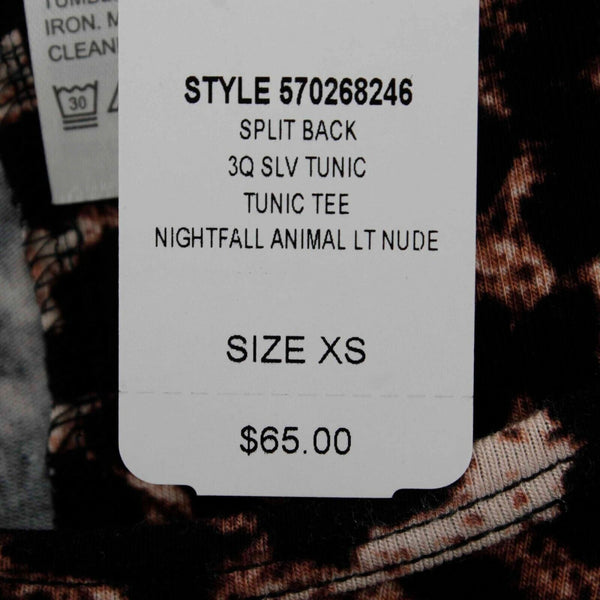 IRON. M
CLEAN
30
STYLE 570268246
SPLIT BACK
3Q SLV TUNIC
TUNIC TEE
NIGHTFALL ANIMAL LT NUDE
SIZE XS
$65.00